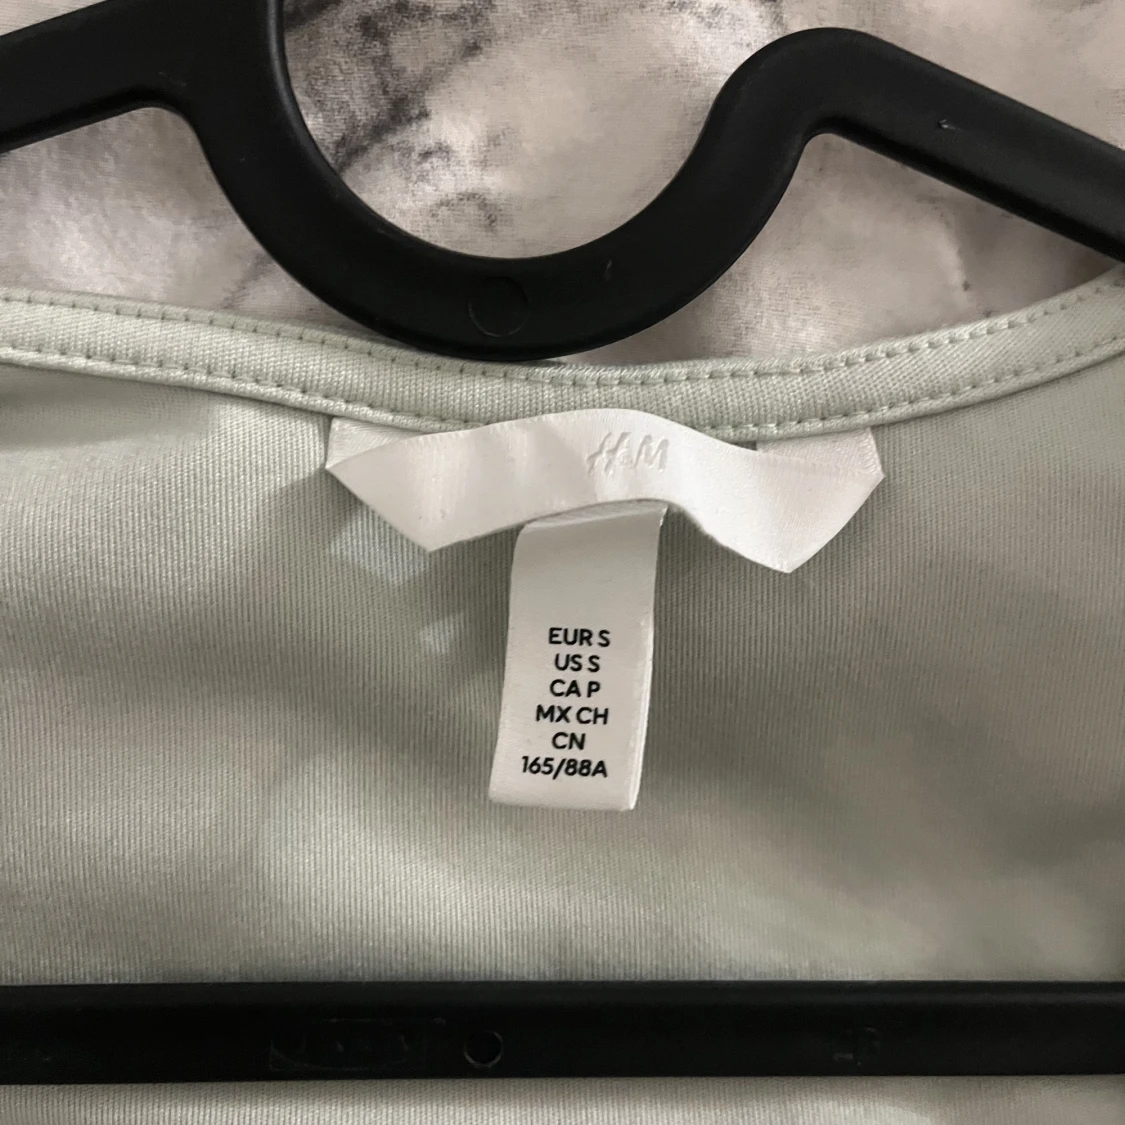 H&M
EUR S
US S
CA P
MX CH
CN
165/88A